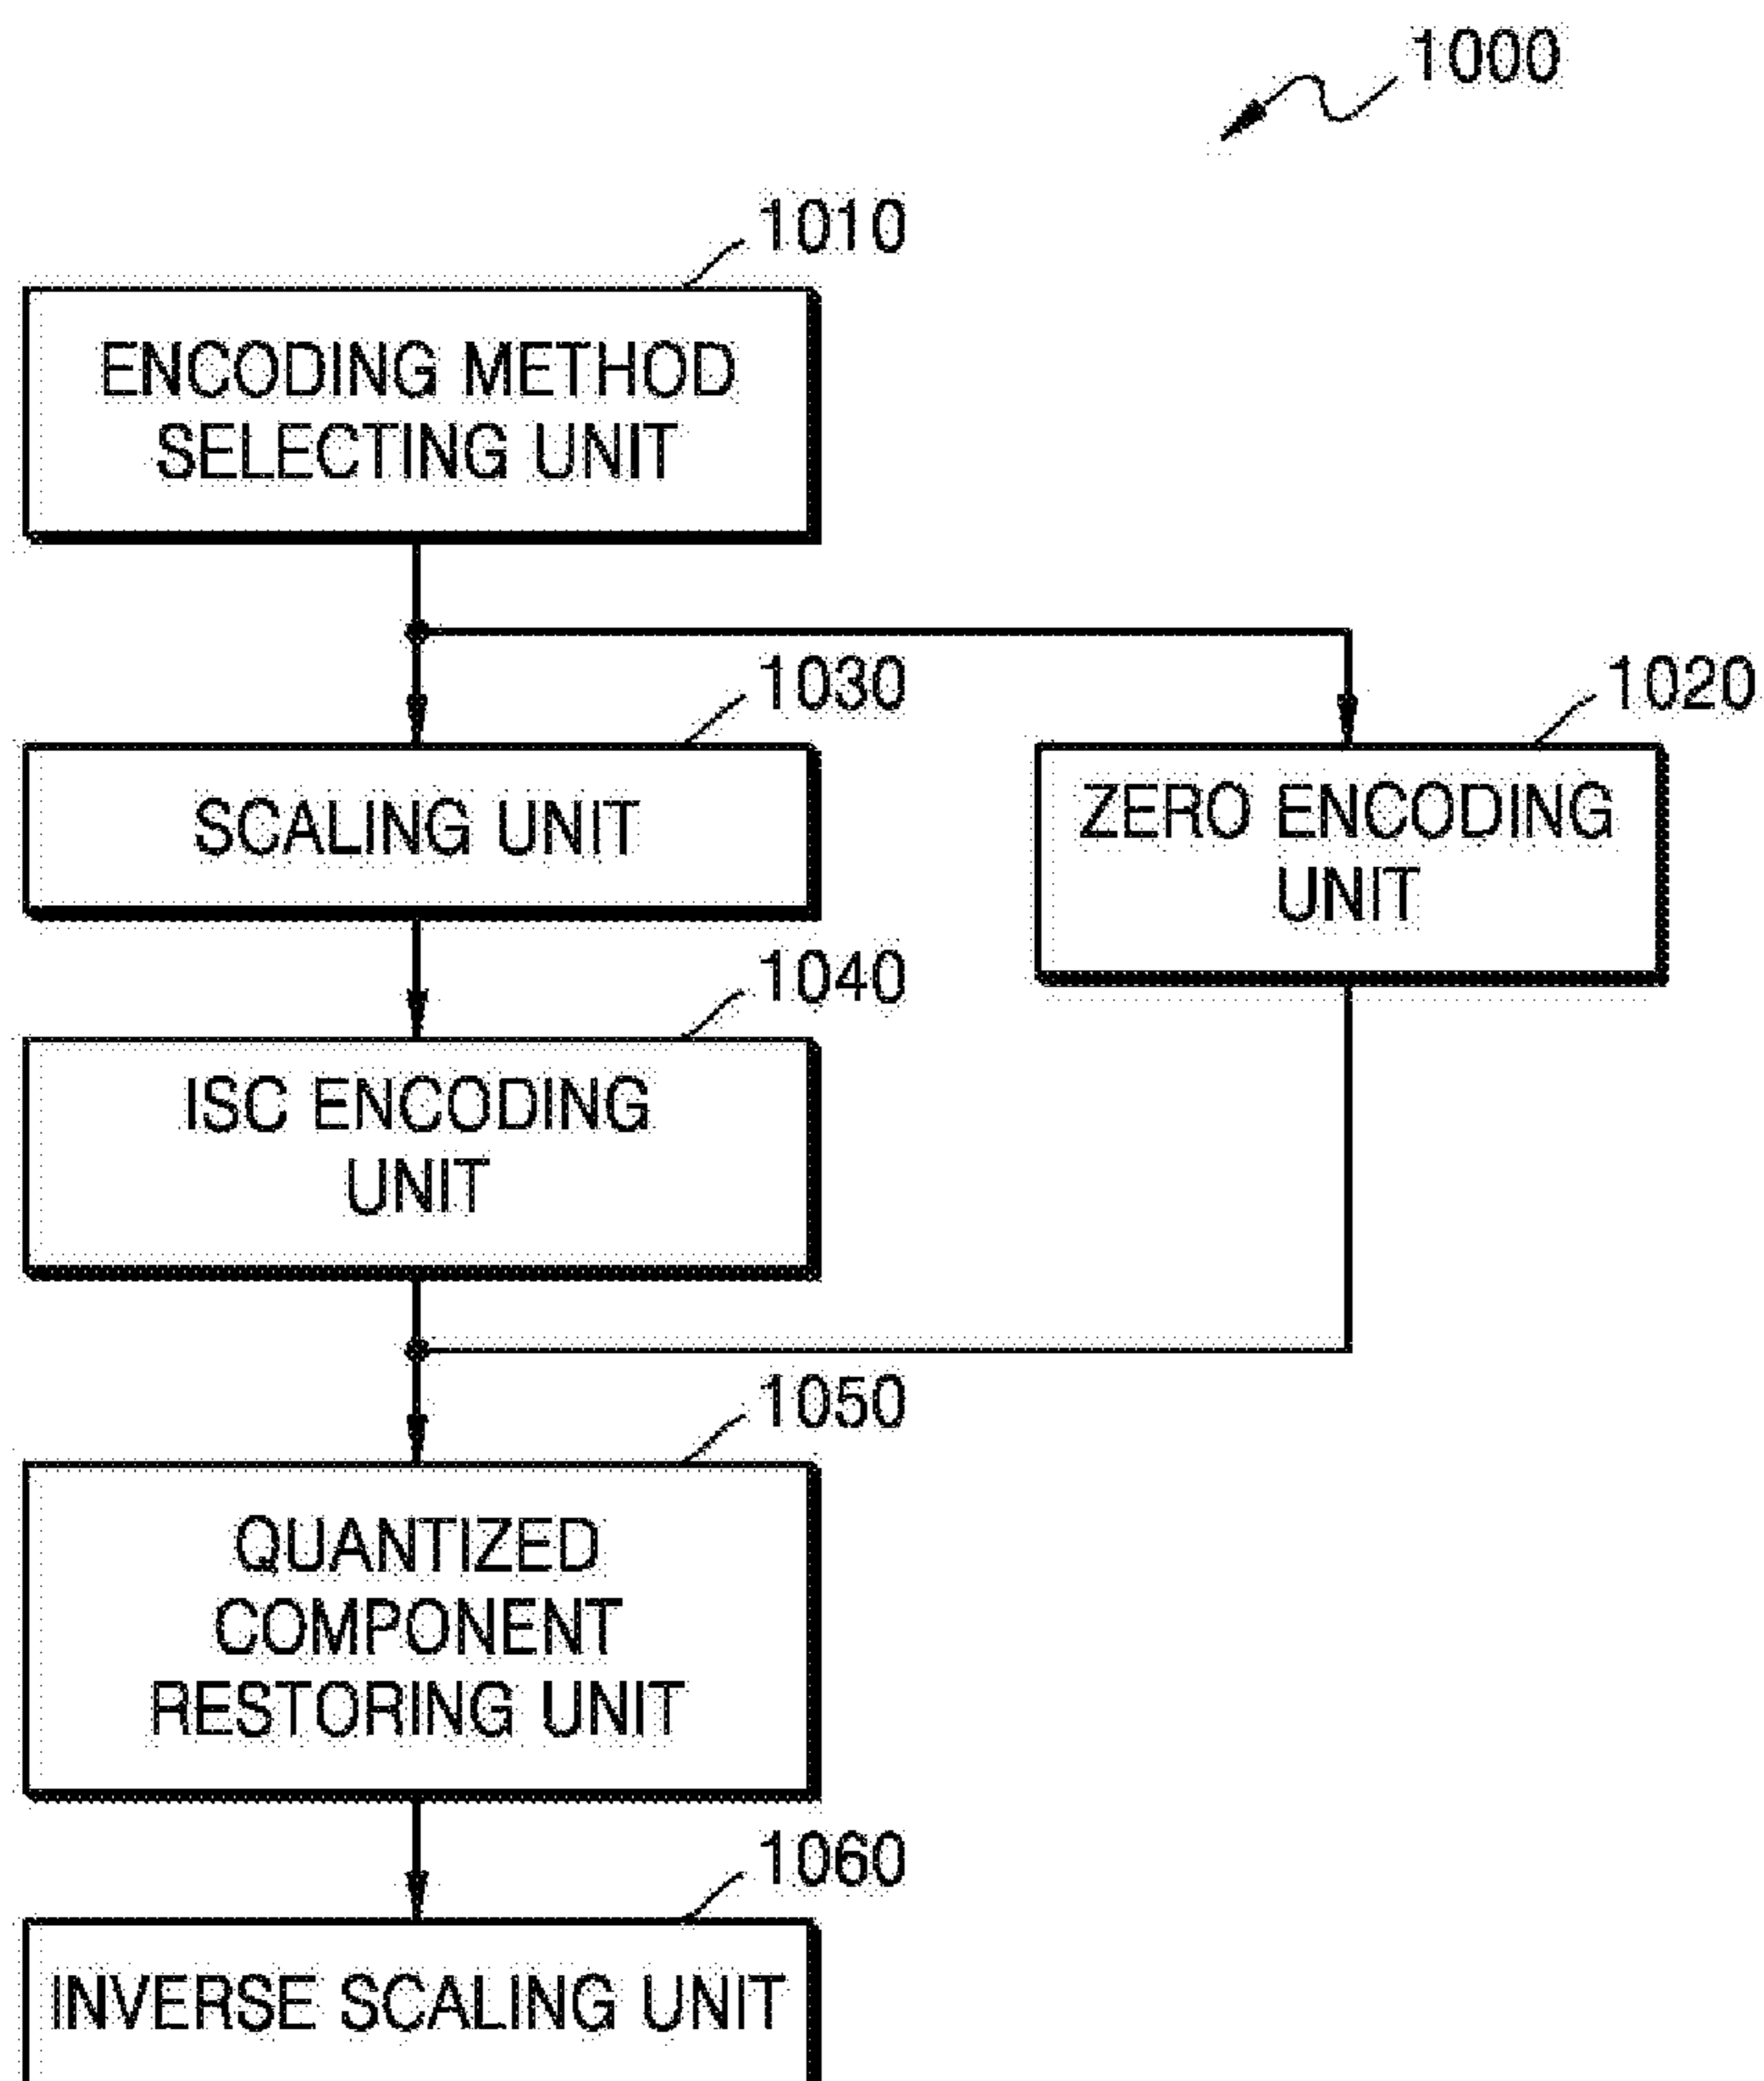 1000
1010
ENCODING METHOD
SELECTING UNIT
1030
1020
SCALING UNIT
ZERO ENCODING
UNIT
1040
ISC ENCODING
UNIT
1050
QUANTIZED
COMPONENT
RESTORING UNIT
1060
INVERSE SCALING UNIT